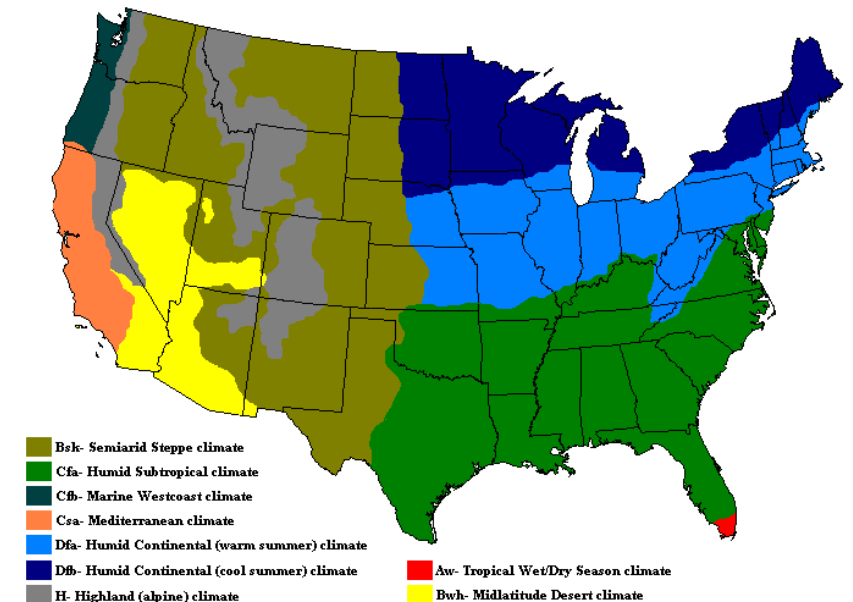 Bsk- Semiarid Steppe climate
Cfa- Humid Subtropical climate
Cfb- Marine Westcoast climate
Csa- Mediterranean climate
Dfa- Humid Continental (warm summer) climate
Dfb- Humid Continental (cool summer) climate
H- Highland (alpine) climate
Aw- Tropical Wet/Dry Season climate
Bwh- Midlatitude Desert climate